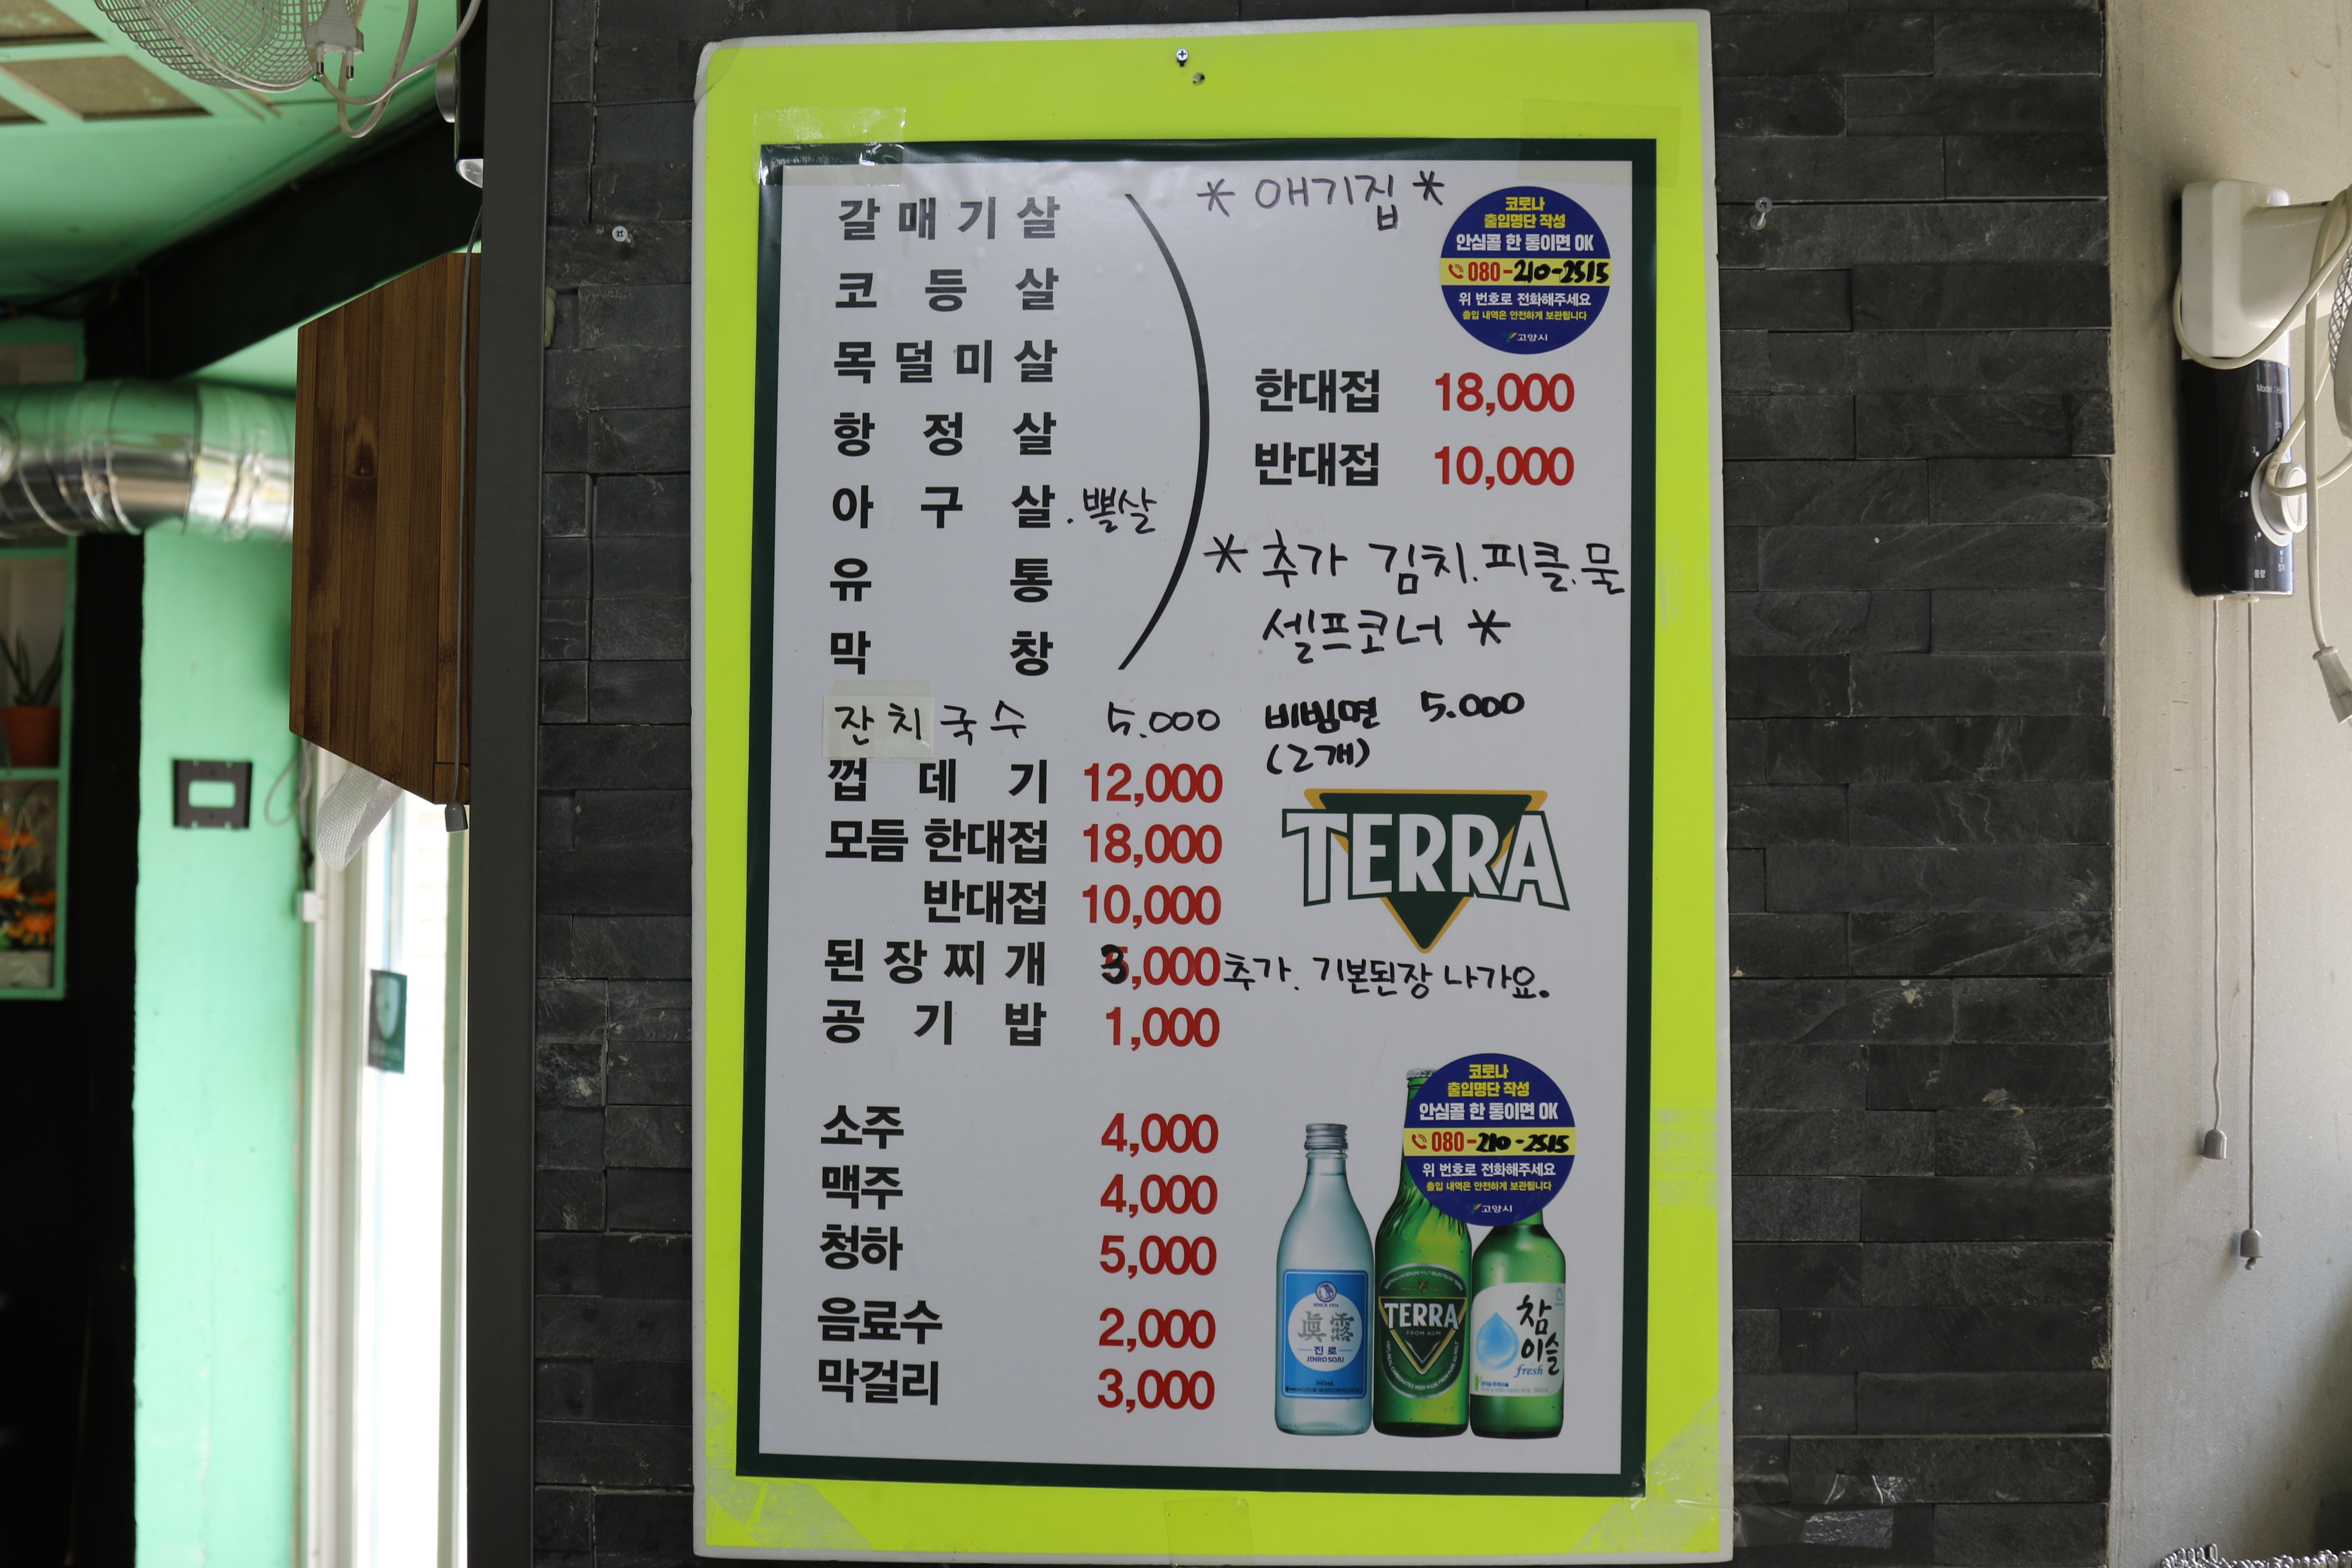 * 애기집 *
갈매기살
코등살
목덜미살
항정살
아구살 . 뽈살
유통
막창
코로나
출입명단 작성
안심콜 한 통이면 OK
080-210-2515
위 번호로 전화해주세요
출입 내역은 안전하게 보관됩니다
고양시
한대접 18,000
반대접 10,000
* 추가 김치.피클.물
셀프코너 *
잔치국수 5.000
비빔면 5.000
(2개)
껍데기 12,000
모듬 한대접 18,000
반대접 10,000
된장찌개 3,000 추가. 기본된장 나가요.
공기밥 1,000
TERRA
소주 4,000
맥주 4,000
청하 5,000
음료수 2,000
막걸리 3,000
코로나
출입명단 작성
안심콜 한 통이면 OK
080-210-2515
위 번호로 전화해주세요
출입 내역은 안전하게 보관됩니다
고양시
SINCE 1924
眞露
진로
JINRO SOJU
TERRA
FROM AGM
참
이슬
fresh